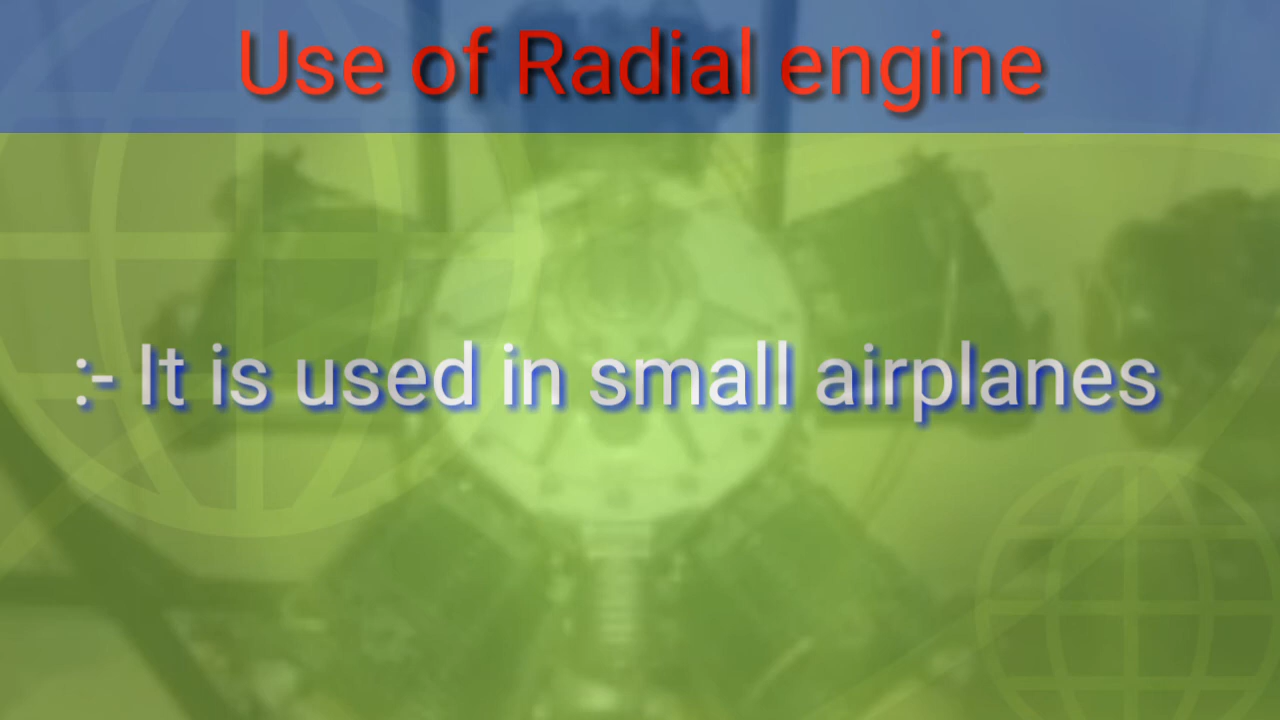 Use of Radial engine
:- It is used in small airplanes